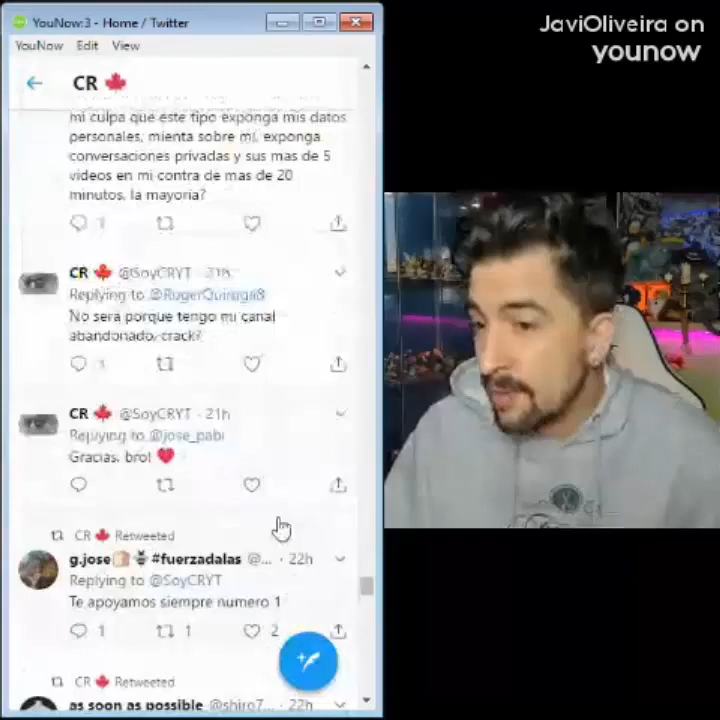 YouNow:3 - Home / Twitter
YouNow Edit View
JaviOliveira on
younow
CR
mi culpa que este tipo exponga mis datos
personales, mienta sobre mi, exponga
conversaciones privadas y sus mas de 5
videos en mi contra de mas de 20
minutos, la mayoria?
1
CR @SoyCRYT · 21h
Replying to
No sera porque tengo mi canal
abandonado, crack?
1
CR @SoyCRYT · 21h
Replying to @jose_pabi
Gracias, bro!
CR Retweeted
g.jose #fuerzadalas @... · 22h
Replying to @SoyCRYT
Te apoyamos siempre numero 1
1 1 2
CR Retweeted
as soon as possible @shiro7... · 22h